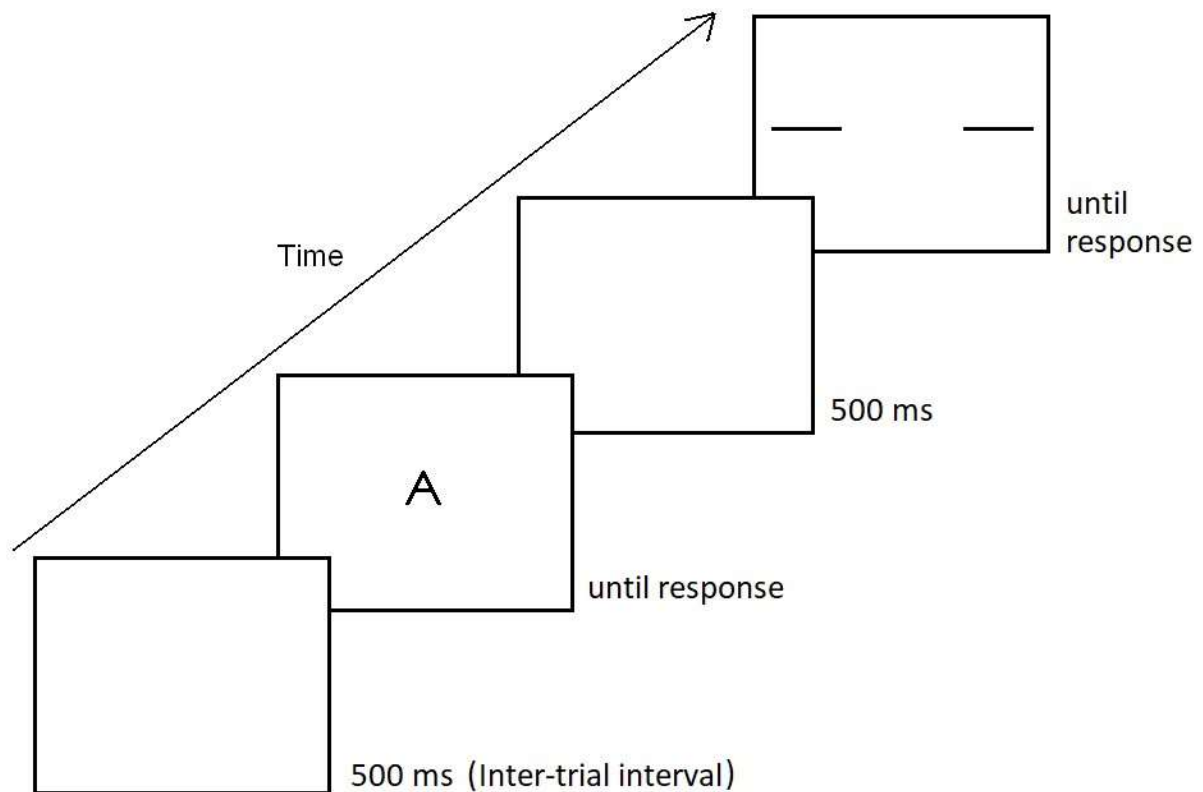 until
response
Time
500 ms
A
until response
500 ms (Inter-trial interval)